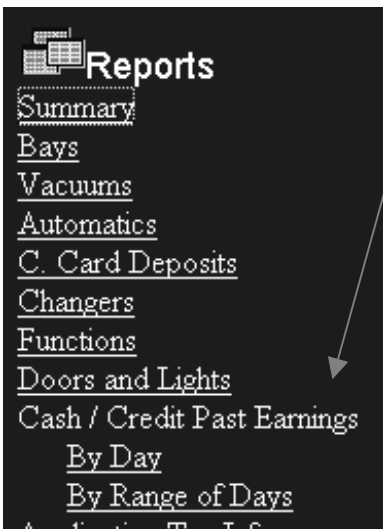 Reports
Summary
Bays
Vacuums
Automatics
C. Card Deposits
Changers
Functions
Doors and Lights
Cash / Credit Past Earnings
By Day
By Range of Days